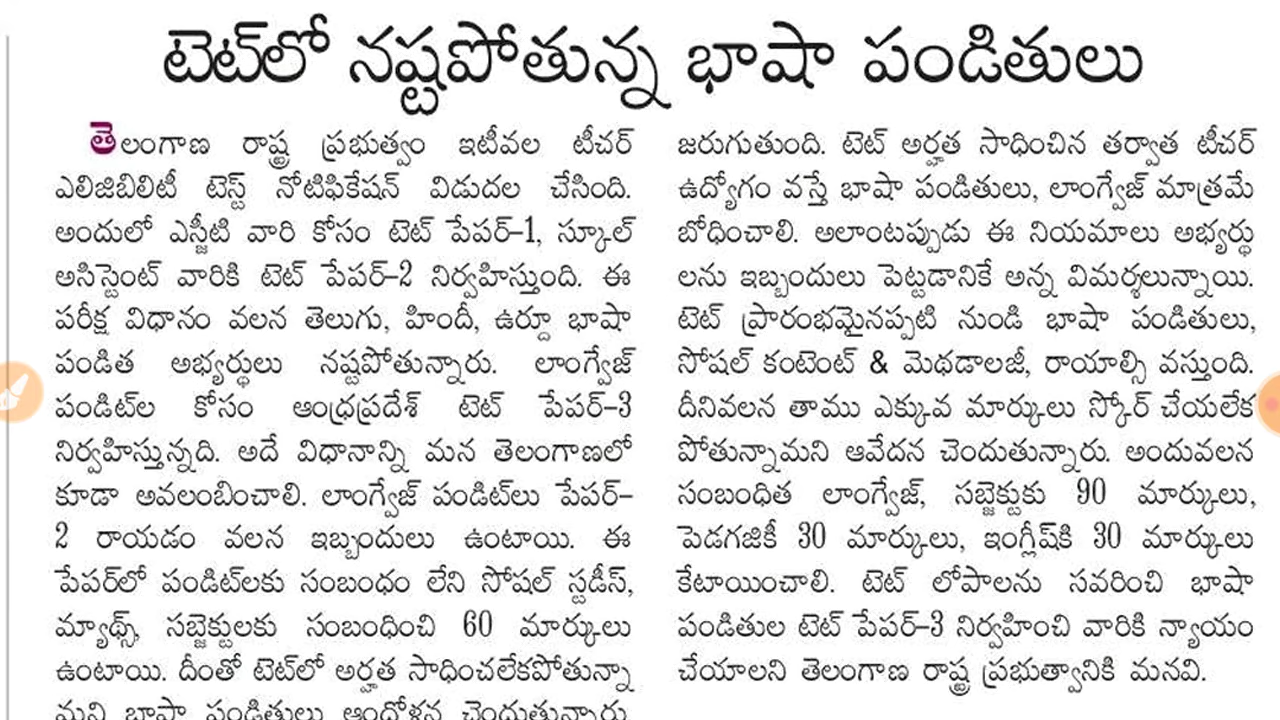 టెట్‌లో నష్టపోతున్న భాషా పండితులు
తెలంగాణ రాష్ట్ర ప్రభుత్వం ఇటీవల టీచర్
ఎలిజిబిలిటీ టెస్ట్ నోటిఫికేషన్ విడుదల చేసింది.
అందులో ఎస్జీటి వారి కోసం టెట్ పేపర్–1, స్కూల్
అసిస్టెంట్ వారికి టెట్ పేపర్–2 నిర్వహిస్తుంది. ఈ
పరీక్ష విధానం వలన తెలుగు, హిందీ, ఉర్దూ భాషా
పండిత అభ్యర్థులు నష్టపోతున్నారు. లాంగ్వేజ్
పండిట్‌ల కోసం ఆంధ్రప్రదేశ్ టెట్ పేపర్–3
నిర్వహిస్తున్నది. అదే విధానాన్ని మన తెలంగాణలో
కూడా అవలంబించాలి. లాంగ్వేజ్ పండిట్‌లు పేపర్–
2 రాయడం వలన ఇబ్బందులు ఉంటాయి. ఈ
పేపర్‌లో పండిట్‌లకు సంబంధం లేని సోషల్ స్టడీస్,
మ్యాథ్స్, సబ్జెక్టులకు సంబంధించి 60 మార్కులు
ఉంటాయి. దీంతో టెట్‌లో అర్హత సాధించలేకపోతున్నా
మని భాషా పండితులు ఆందోళన చెందుతున్నారు.
జరుగుతుంది. టెట్ అర్హత సాధించిన తర్వాత టీచర్
ఉద్యోగం వస్తే భాషా పండితులు, లాంగ్వేజ్ మాత్రమే
బోధించాలి. అలాంటప్పుడు ఈ నియమాలు అభ్యర్థు
లను ఇబ్బందులు పెట్టడానికే అన్న విమర్శలున్నాయి.
టెట్ ప్రారంభమైనప్పటి నుండి భాషా పండితులు,
సోషల్ కంటెంట్ & మెథడాలజీ, రాయాల్సి వస్తుంది.
దీనివలన తాము ఎక్కువ మార్కులు స్కోర్ చేయలేక
పోతున్నామని ఆవేదన చెందుతున్నారు. అందువలన
సంబంధిత లాంగ్వేజ్, సబ్జెక్టుకు 90 మార్కులు,
పెడగజికీ 30 మార్కులు, ఇంగ్లీష్‌కి 30 మార్కులు
కేటాయించాలి. టెట్ లోపాలను సవరించి భాషా
పండితుల టెట్ పేపర్–3 నిర్వహించి వారికి న్యాయం
చేయాలని తెలంగాణ రాష్ట్ర ప్రభుత్వానికి మనవి.